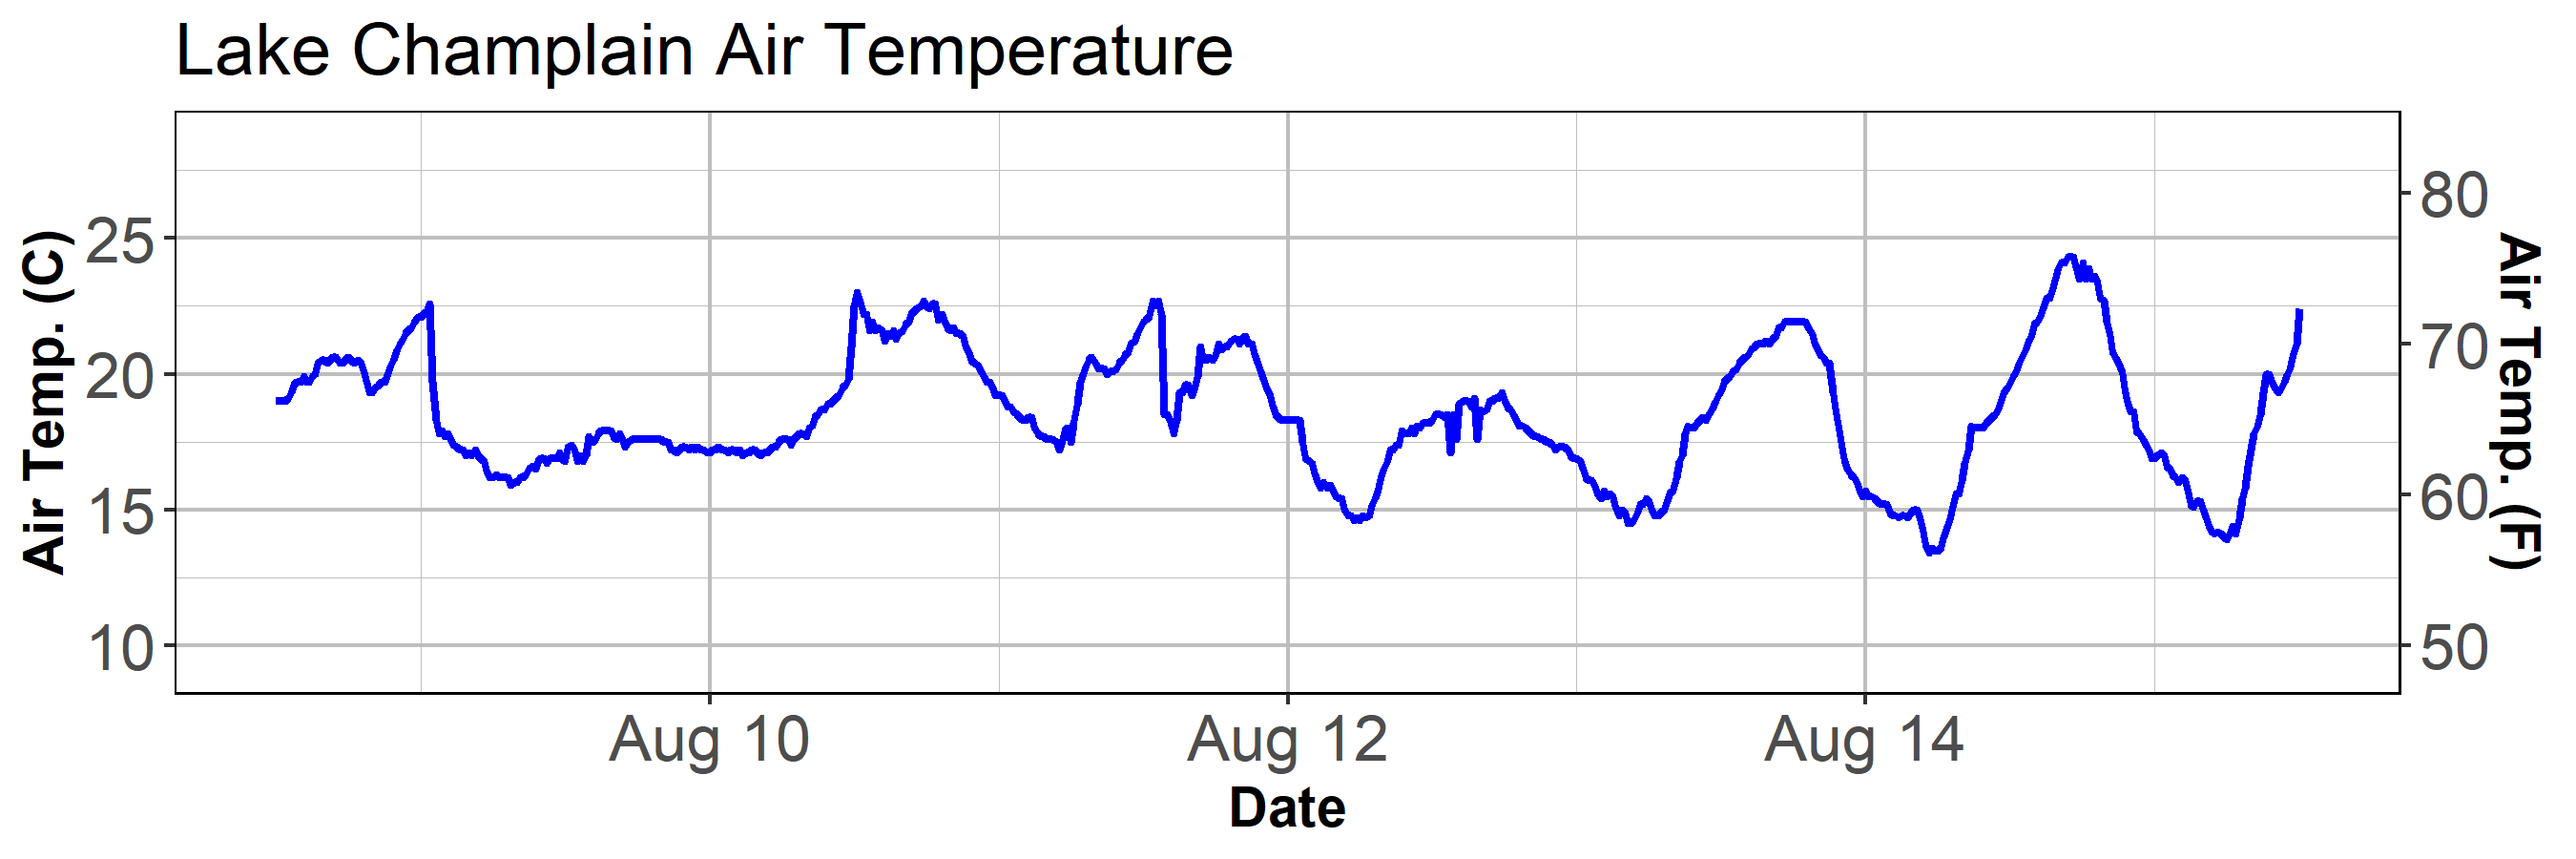 Lake Champlain Air Temperature
Air Temp. (C)
25
20
15
10
80
70
60
50
Air Temp. (F)
Aug 10
Aug 12
Aug 14
Date